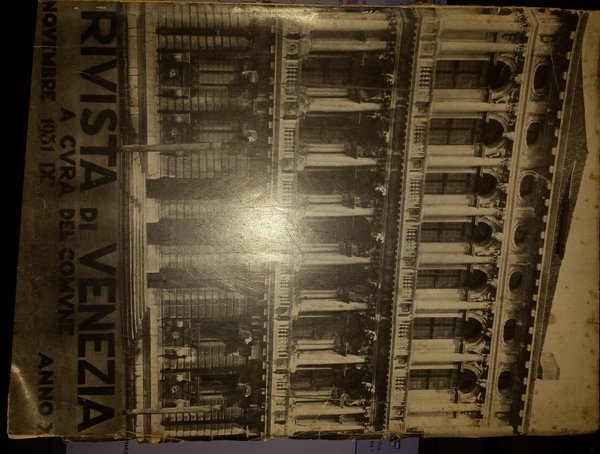 RIVISTA DI VENEZIA
A CVRA DEL COMVNE
NOVEMBRE 1931 IX ANNO X